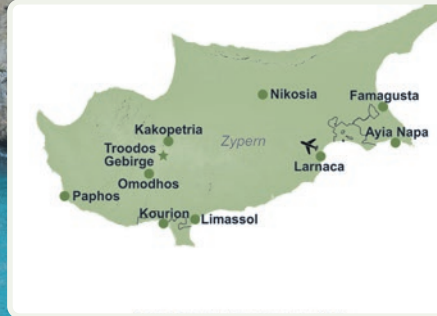 Nikosia
Famagusta
Kakopetria
Zypern
Ayia Napa
Troodos
Gebirge
Larnaca
Omodhos
Paphos
Kourion
Limassol